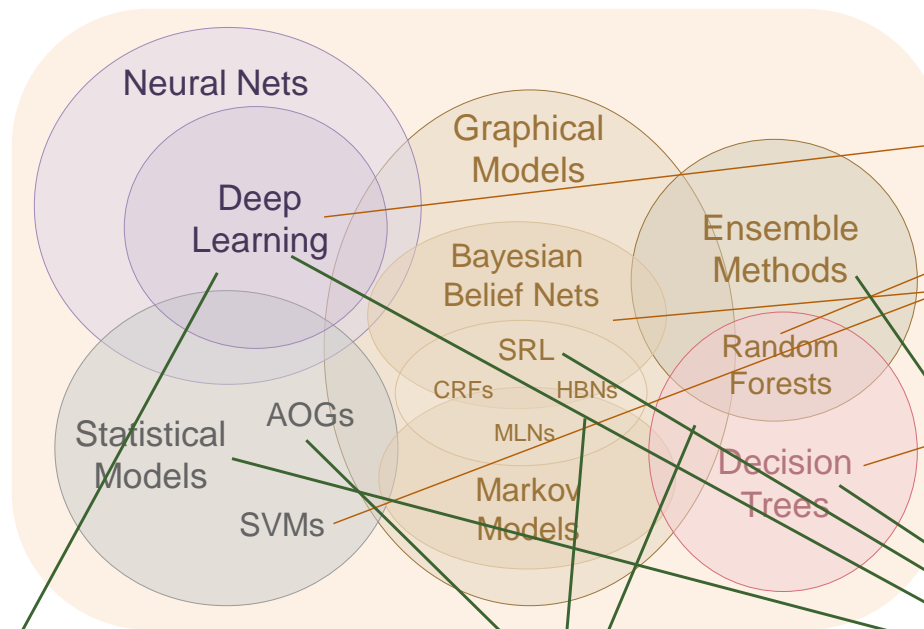 Neural Nets
Deep
Learning
Graphical
Models
Bayesian
Belief Nets
SRL
CRFs
HBNs
MLNs
Markov
Models
Ensemble
Methods
Random
Forests
Decision
Trees
Statistical
Models
AOGs
SVMs